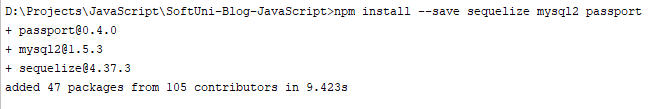 D:\Projects\JavaScript\SoftUni-Blog-JavaScript>npm install --save sequelize mysql2 passport
+ passport@0.4.0
+ mysql2@1.5.3
+ sequelize@4.37.3
added 47 packages from 105 contributors in 9.423s